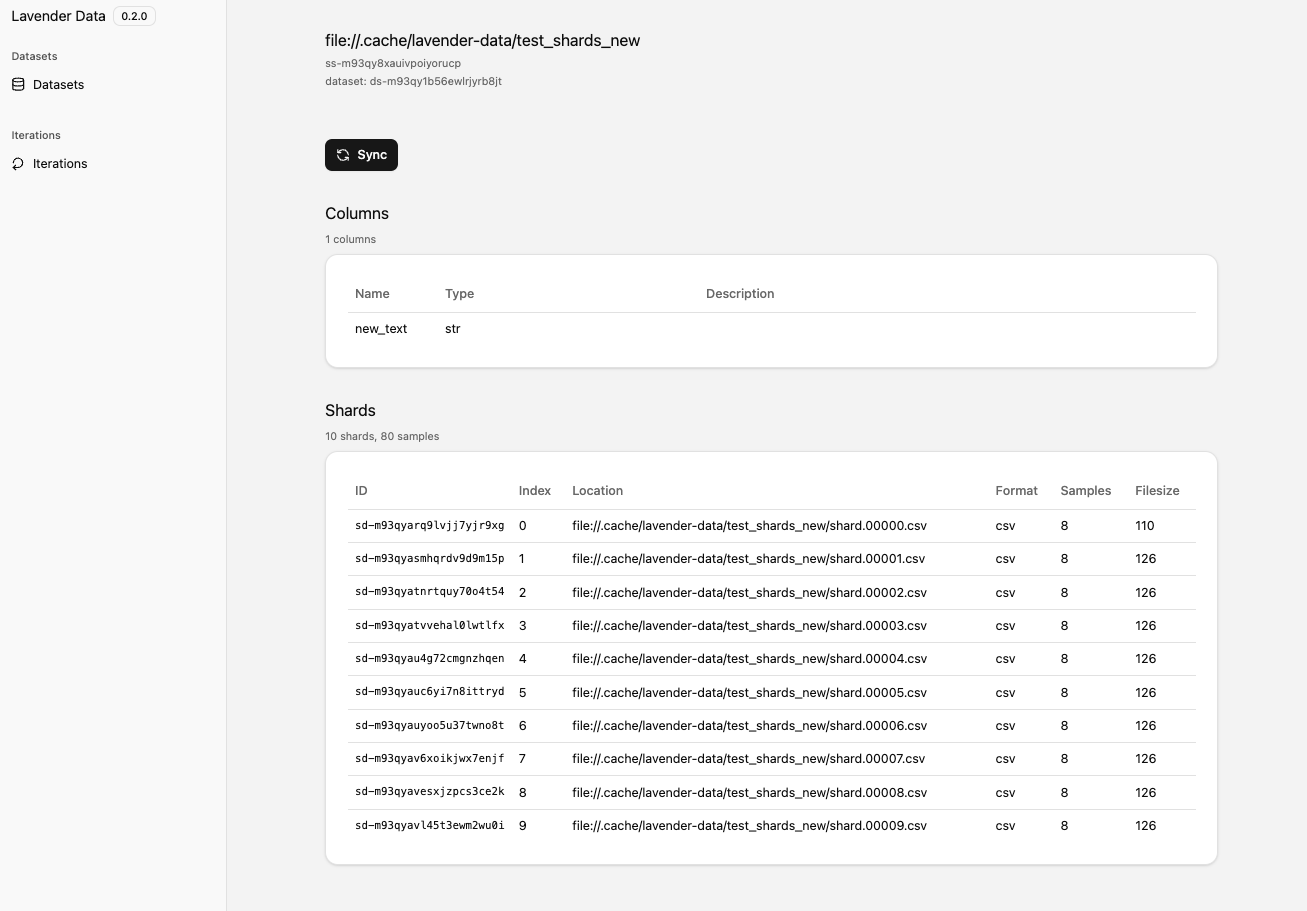 Lavender Data 0.2.0
Datasets
Datasets
Iterations
Iterations
file://.cache/lavender-data/test_shards_new
ss-m93qy8xauivpoiyorucp
dataset: ds-m93qy1b56ewlrjyrb8jt
Sync
Columns
1 columns
Name Type Description
new_text str
Shards
10 shards, 80 samples
ID Index Location Format Samples Filesize
sd-m93qyarq9lvjj7yjr9xg 0 file://.cache/lavender-data/test_shards_new/shard.00000.csv csv 8 110
sd-m93qyasmhqrdv9d9m15p 1 file://.cache/lavender-data/test_shards_new/shard.00001.csv csv 8 126
sd-m93qyatnrtquy70o4t54 2 file://.cache/lavender-data/test_shards_new/shard.00002.csv csv 8 126
sd-m93qyatvvehal0lwtlfx 3 file://.cache/lavender-data/test_shards_new/shard.00003.csv csv 8 126
sd-m93qyau4g72cmgnzhqen 4 file://.cache/lavender-data/test_shards_new/shard.00004.csv csv 8 126
sd-m93qyauc6yi7n8ittryd 5 file://.cache/lavender-data/test_shards_new/shard.00005.csv csv 8 126
sd-m93qyauyoo5u37twno8t 6 file://.cache/lavender-data/test_shards_new/shard.00006.csv csv 8 126
sd-m93qyav6xoikjwx7enjf 7 file://.cache/lavender-data/test_shards_new/shard.00007.csv csv 8 126
sd-m93qyavesxjzpcs3ce2k 8 file://.cache/lavender-data/test_shards_new/shard.00008.csv csv 8 126
sd-m93qyavl45t3ewm2wu0i 9 file://.cache/lavender-data/test_shards_new/shard.00009.csv csv 8 126